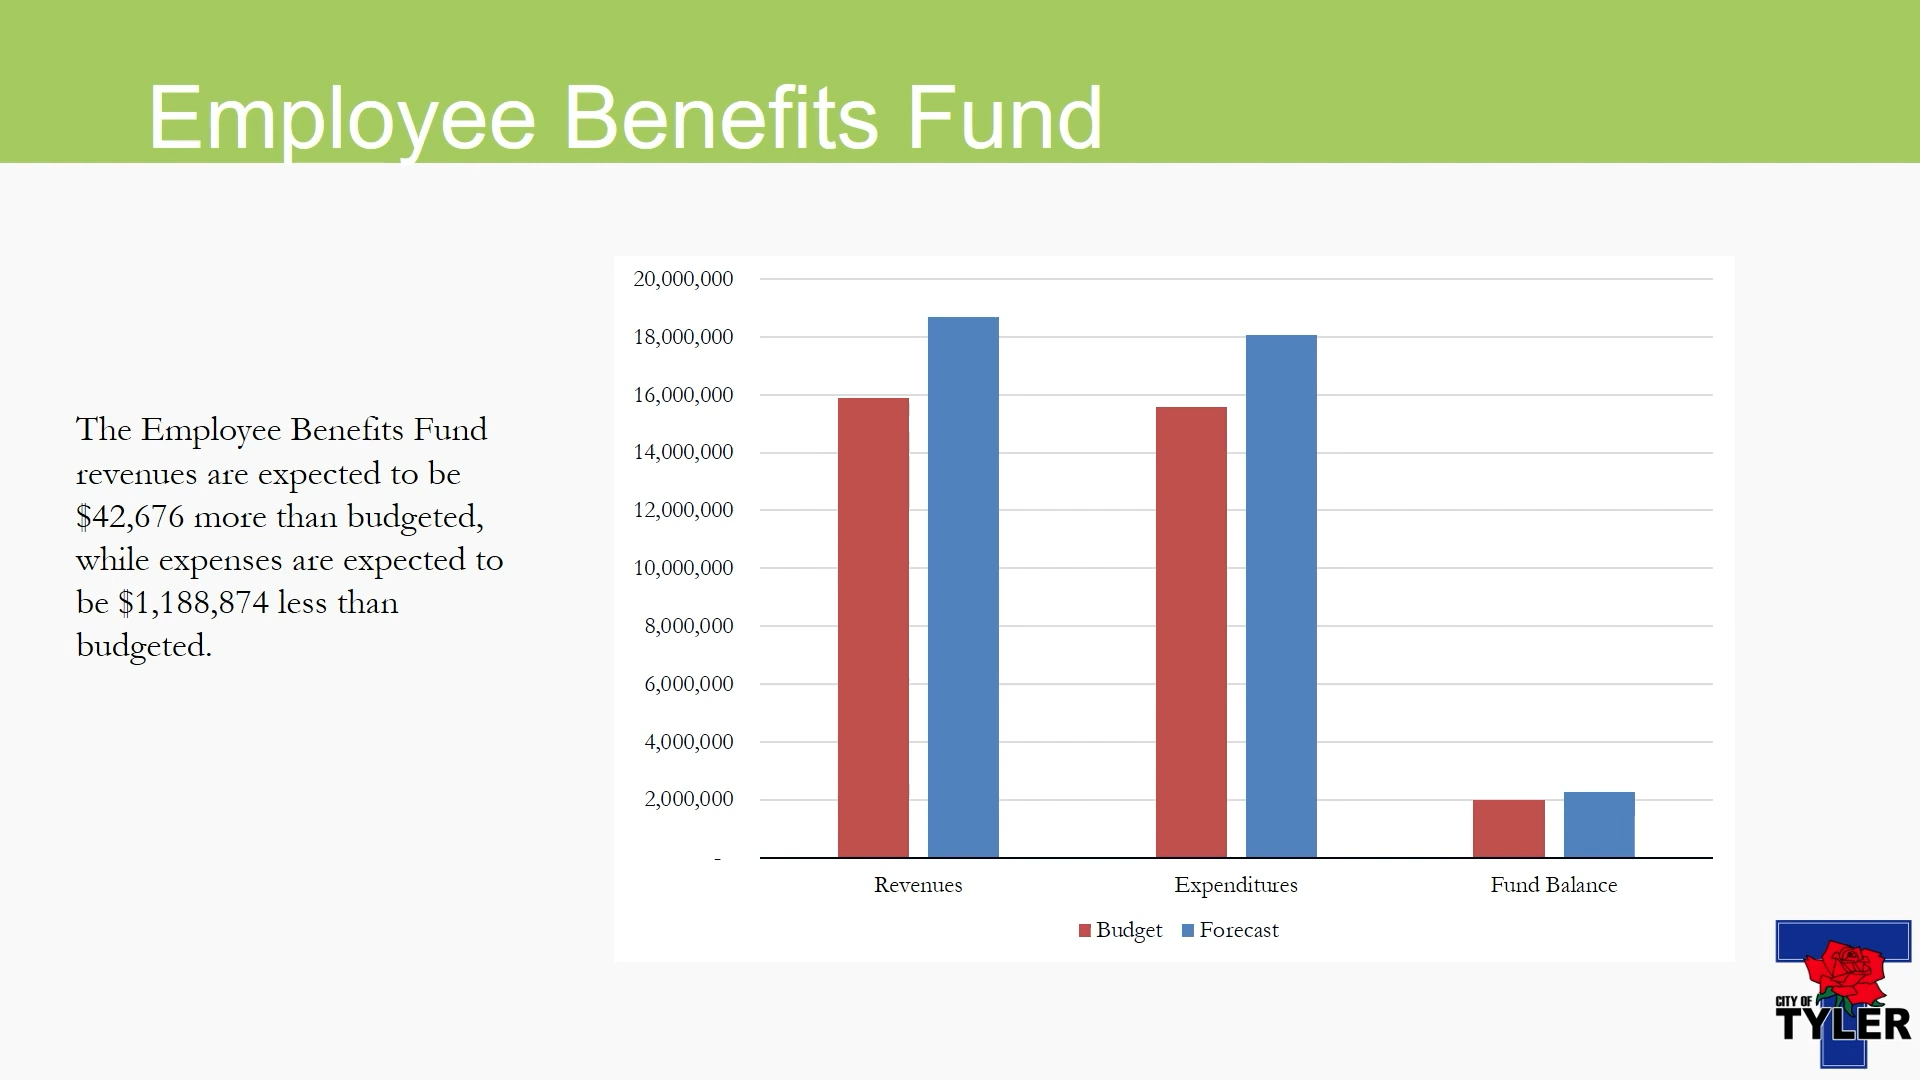 Employee Benefits Fund
The Employee Benefits Fund
revenues are expected to be
$42,676 more than budgeted,
while expenses are expected to
be $1,188,874 less than
budgeted.
20,000,000
18,000,000
16,000,000
14,000,000
12,000,000
10,000,000
8,000,000
6,000,000
4,000,000
2,000,000
-
Revenues Expenditures Fund Balance
Budget Forecast
CITY OF
TYLER